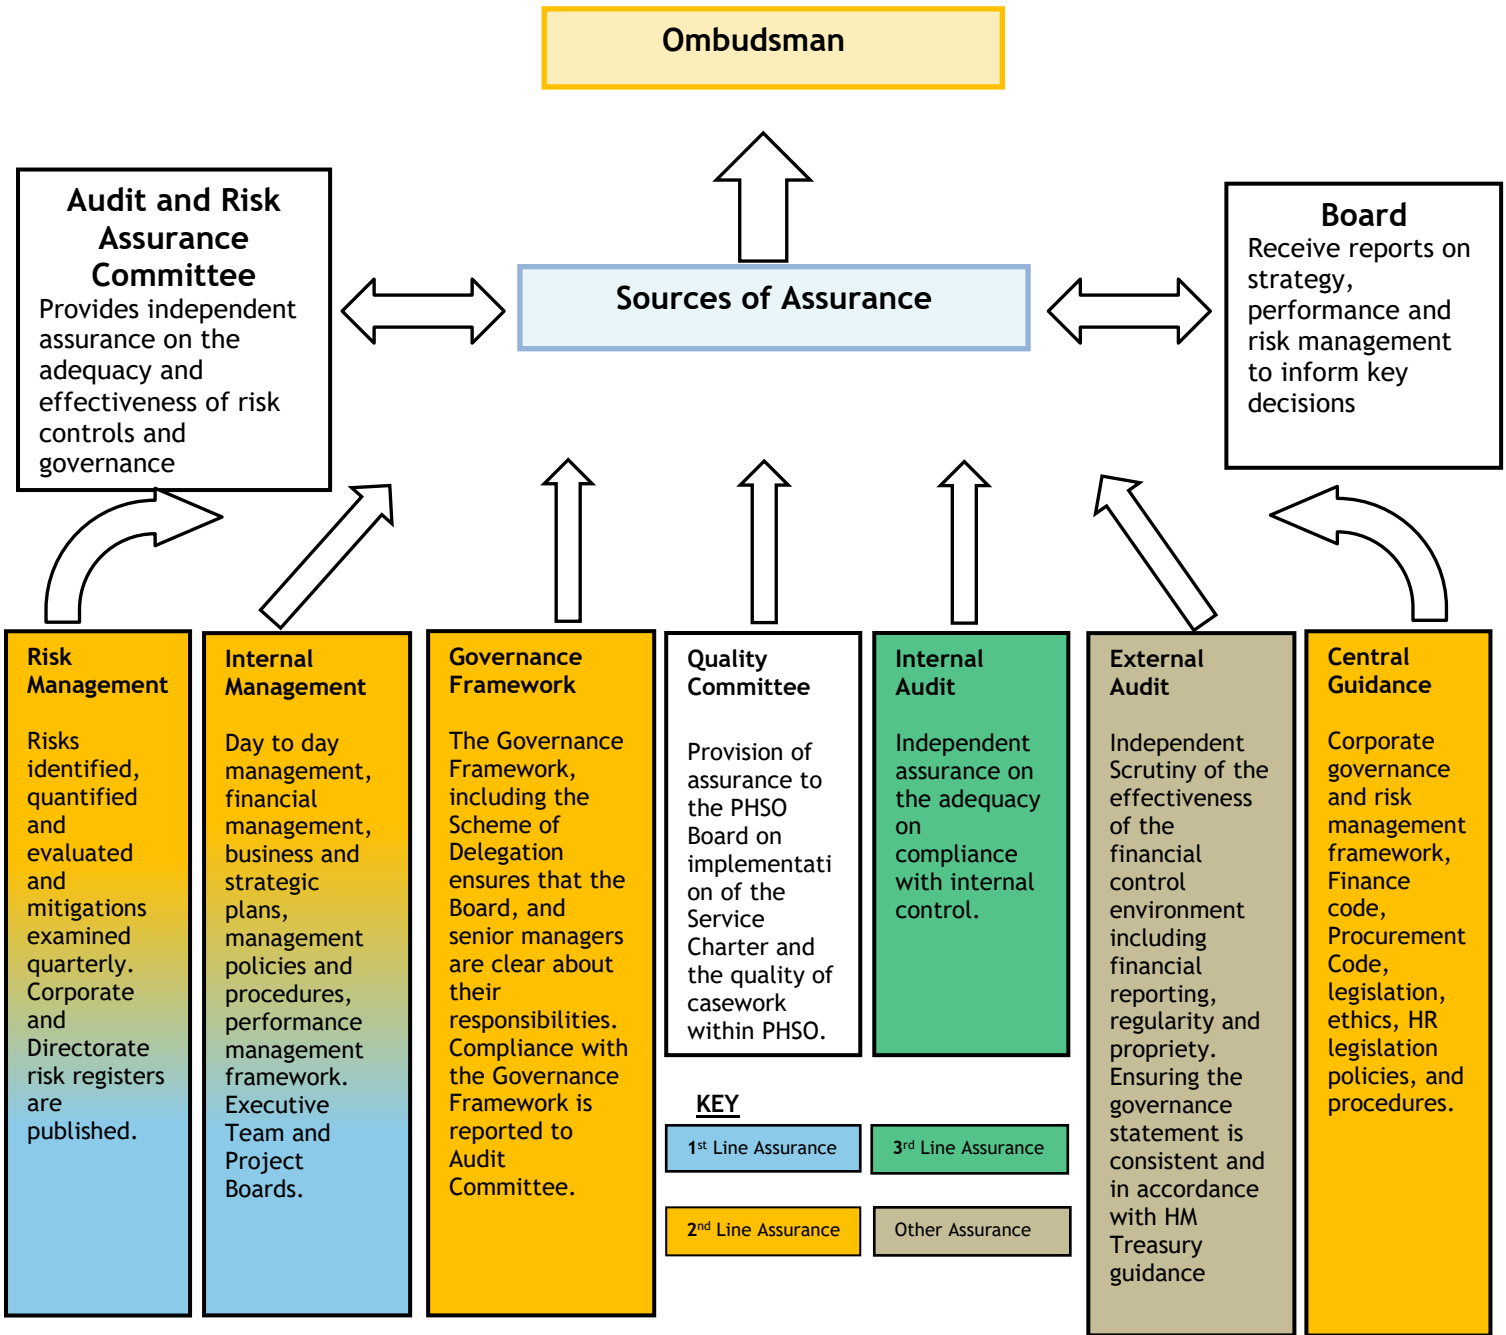 Ombudsman
Audit and Risk
Assurance
Committee
Provides independent
assurance on the
adequacy and
effectiveness of risk
controls and
governance
Sources of Assurance
Board
Receive reports on
strategy,
performance and
risk management
to inform key
decisions
Risk
Management
Risks
identified,
quantified
and
evaluated
and
mitigations
examined
quarterly.
Corporate
and
Directorate
risk registers
are
published.
Internal
Management
Day to day
management,
financial
management,
business and
strategic
plans,
management
policies and
procedures,
performance
management
framework.
Executive
Team and
Project
Boards.
Governance
Framework
The Governance
Framework,
including the
Scheme of
Delegation
ensures that the
Board, and
senior managers
are clear about
their
responsibilities.
Compliance with
the Governance
Framework is
reported to
Audit
Committee.
Quality
Committee
Provision of
assurance to
the PHSO
Board on
implementati
on of the
Service
Charter and
the quality of
casework
within PHSO.
Internal
Audit
Independent
assurance on
the adequacy
on
compliance
with internal
control.
External
Audit
Independent
Scrutiny of the
effectiveness
of the
financial
control
environment
including
financial
reporting,
regularity and
propriety.
Ensuring the
governance
statement is
consistent and
in accordance
with HM
Treasury
guidance
Central
Guidance
Corporate
governance
and risk
management
framework,
Finance
code,
Procurement
Code,
legislation,
ethics, HR
legislation
policies, and
procedures.
KEY
1st Line Assurance
3rd Line Assurance
2nd Line Assurance
Other Assurance